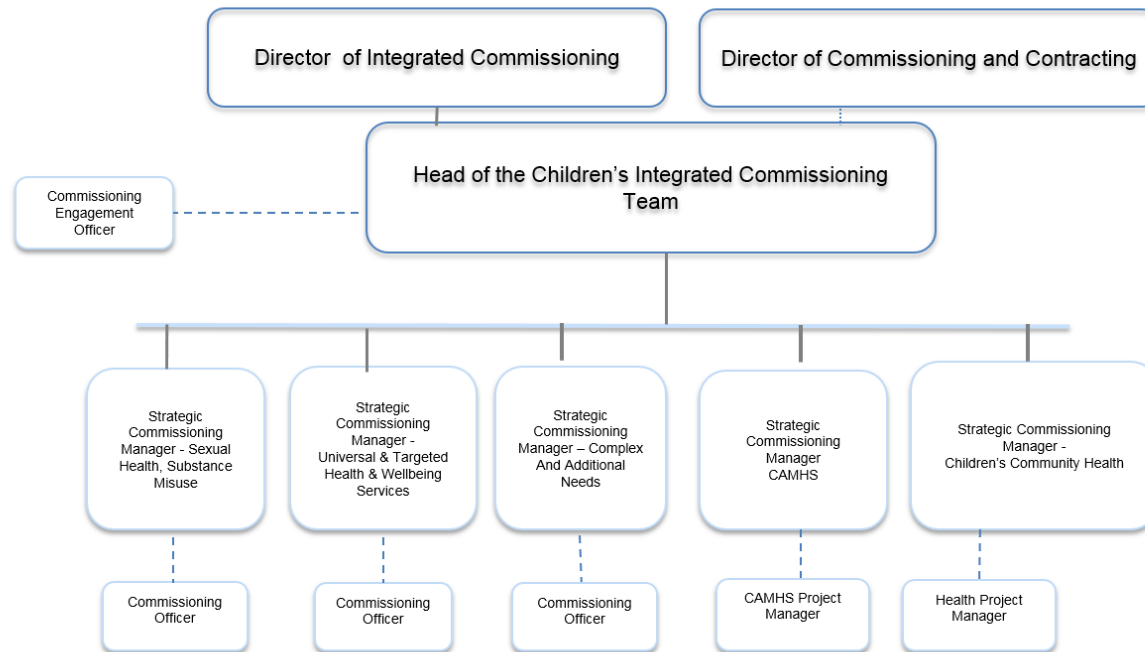 Director of Integrated Commissioning
Director of Commissioning and Contracting
Head of the Children’s Integrated Commissioning
Team
Commissioning
Engagement
Officer
Strategic
Commissioning
Manager - Sexual
Health, Substance
Misuse
Strategic
Commissioning
Manager -
Universal & Targeted
Health & Wellbeing
Services
Strategic
Commissioning
Manager – Complex
And Additional
Needs
Strategic
Commissioning
Manager
CAMHS
Strategic Commissioning
Manager -
Children’s Community Health
Commissioning
Officer
Commissioning
Officer
Commissioning
Officer
CAMHS Project
Manager
Health Project
Manager